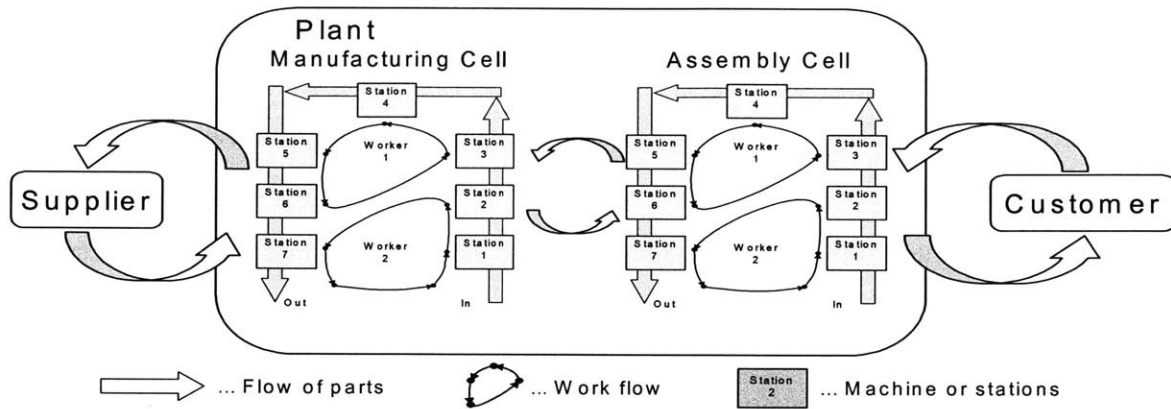 Plant
Manufacturing Cell
Assembly Cell
Station
4
Station
4
Station
5
Worker
1
Station
3
Station
5
Worker
1
Station
3
Supplier
Station
6
Station
2
Station
6
Station
2
Customer
Station
7
Worker
2
Station
1
Station
7
Worker
2
Station
1
Out
In
Out
In
... Flow of parts
... Work flow
Station
2
... Machine or stations